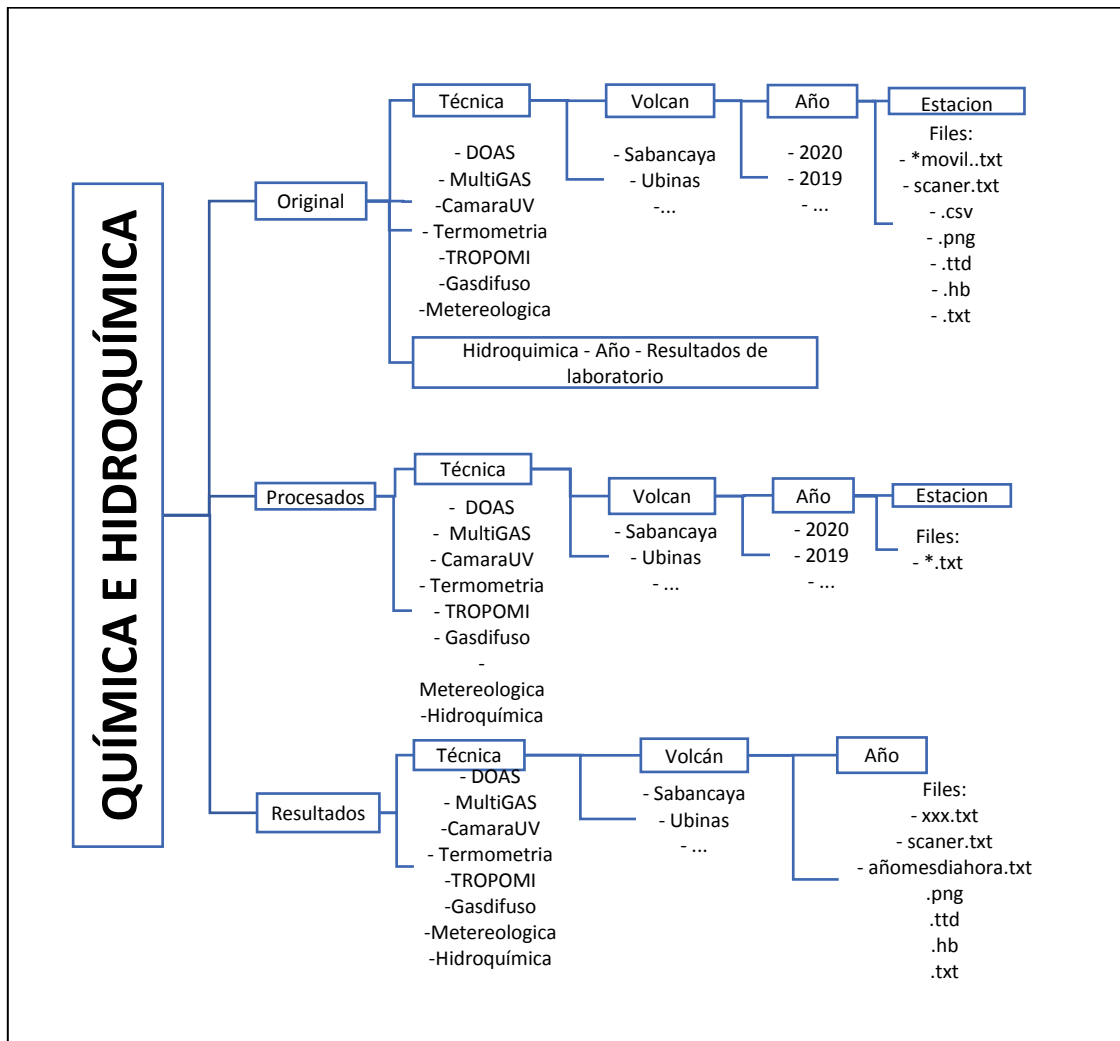 QUÍMICA E HIDROQUÍMICA
Original
Técnica
- DOAS
- MultiGAS
-CamaraUV
- Termometria
-TROPOMI
-Gasdifuso
-Metereologica
Volcan
- Sabancaya
- Ubinas
-...
Año
- 2020
- 2019
- ...
Estacion
Files:
- *movil..txt
- scaner.txt
- .csv
- .png
- .ttd
- .hb
- .txt
Hidroquimica - Año - Resultados de
laboratorio
Procesados
Técnica
- DOAS
- MultiGAS
- CamaraUV
- Termometria
- TROPOMI
- Gasdifuso
-
Metereologica
-Hidroquímica
Volcan
- Sabancaya
- Ubinas
- ...
Año
- 2020
- 2019
- ...
Estacion
Files:
- *.txt
Resultados
Técnica
- DOAS
- MultiGAS
-CamaraUV
- Termometria
-TROPOMI
-Gasdifuso
-Metereologica
-Hidroquímica
Volcán
- Sabancaya
- Ubinas
- ...
Año
Files:
- xxx.txt
- scaner.txt
- añomesdiahora.txt
.png
.ttd
.hb
.txt